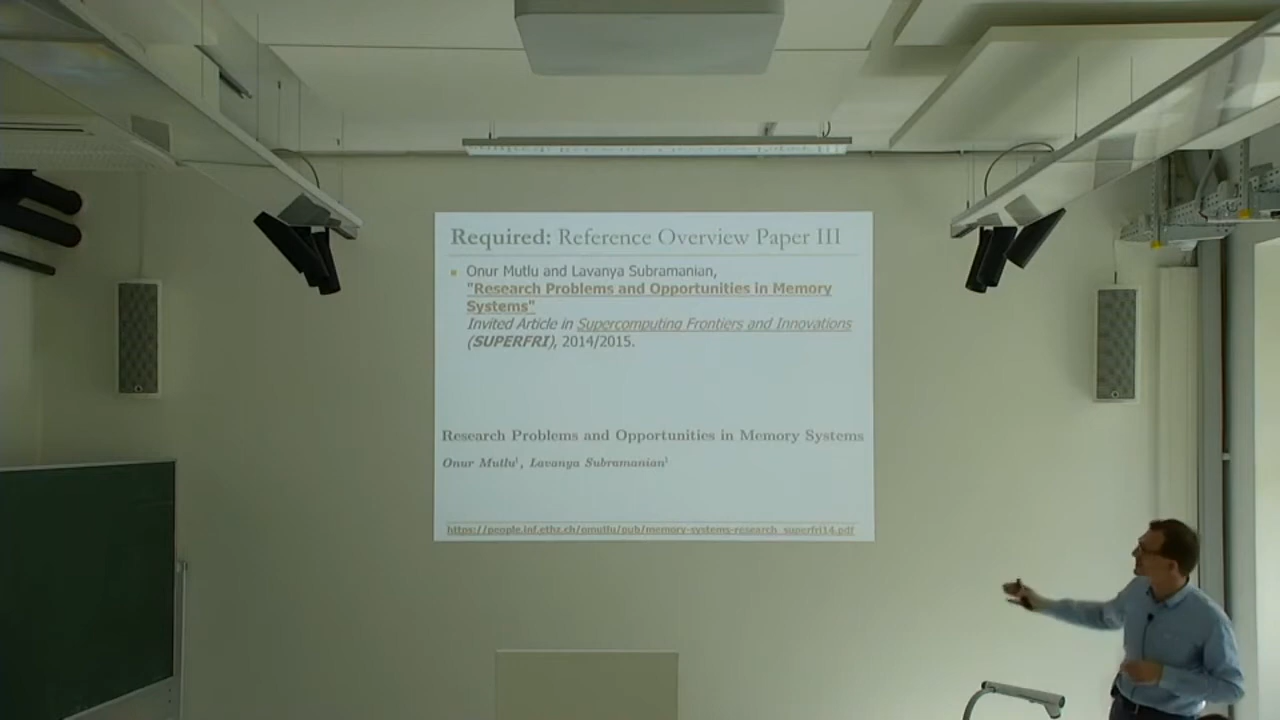 Required: Reference Overview Paper III
Onur Mutlu and Lavanya Subramanian,
"Research Problems and Opportunities in Memory
Systems"
Invited Article in Supercomputing Frontiers and Innovations
(SUPERFRI), 2014/2015.
Research Problems and Opportunities in Memory Systems
Onur Mutlu¹, Lavanya Subramanian¹
https://people.inf.ethz.ch/omutlu/pub/memory-systems-research_superfri14.pdf